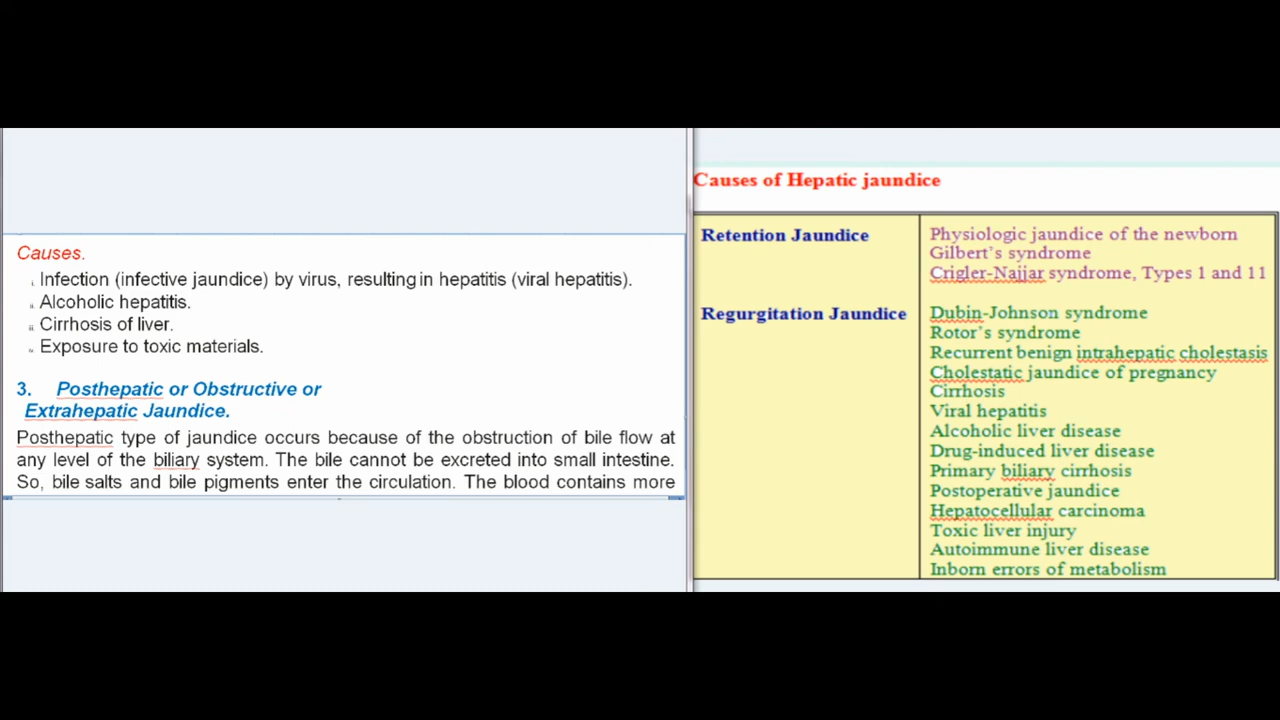 Causes.
i. Infection (infective jaundice) by virus, resulting in hepatitis (viral hepatitis).
ii. Alcoholic hepatitis.
iii. Cirrhosis of liver.
iv. Exposure to toxic materials.
3. Posthepatic or Obstructive or
Extrahepatic Jaundice.
Posthepatic type of jaundice occurs because of the obstruction of bile flow at
any level of the biliary system. The bile cannot be excreted into small intestine.
So, bile salts and bile pigments enter the circulation. The blood contains more
Causes of Hepatic jaundice
Retention Jaundice
Physiologic jaundice of the newborn
Gilbert's syndrome
Crigler-Najjar syndrome, Types 1 and 11
Regurgitation Jaundice
Dubin-Johnson syndrome
Rotor's syndrome
Recurrent benign intrahepatic cholestasis
Cholestatic jaundice of pregnancy
Cirrhosis
Viral hepatitis
Alcoholic liver disease
Drug-induced liver disease
Primary biliary cirrhosis
Postoperative jaundice
Hepatocellular carcinoma
Toxic liver injury
Autoimmune liver disease
Inborn errors of metabolism